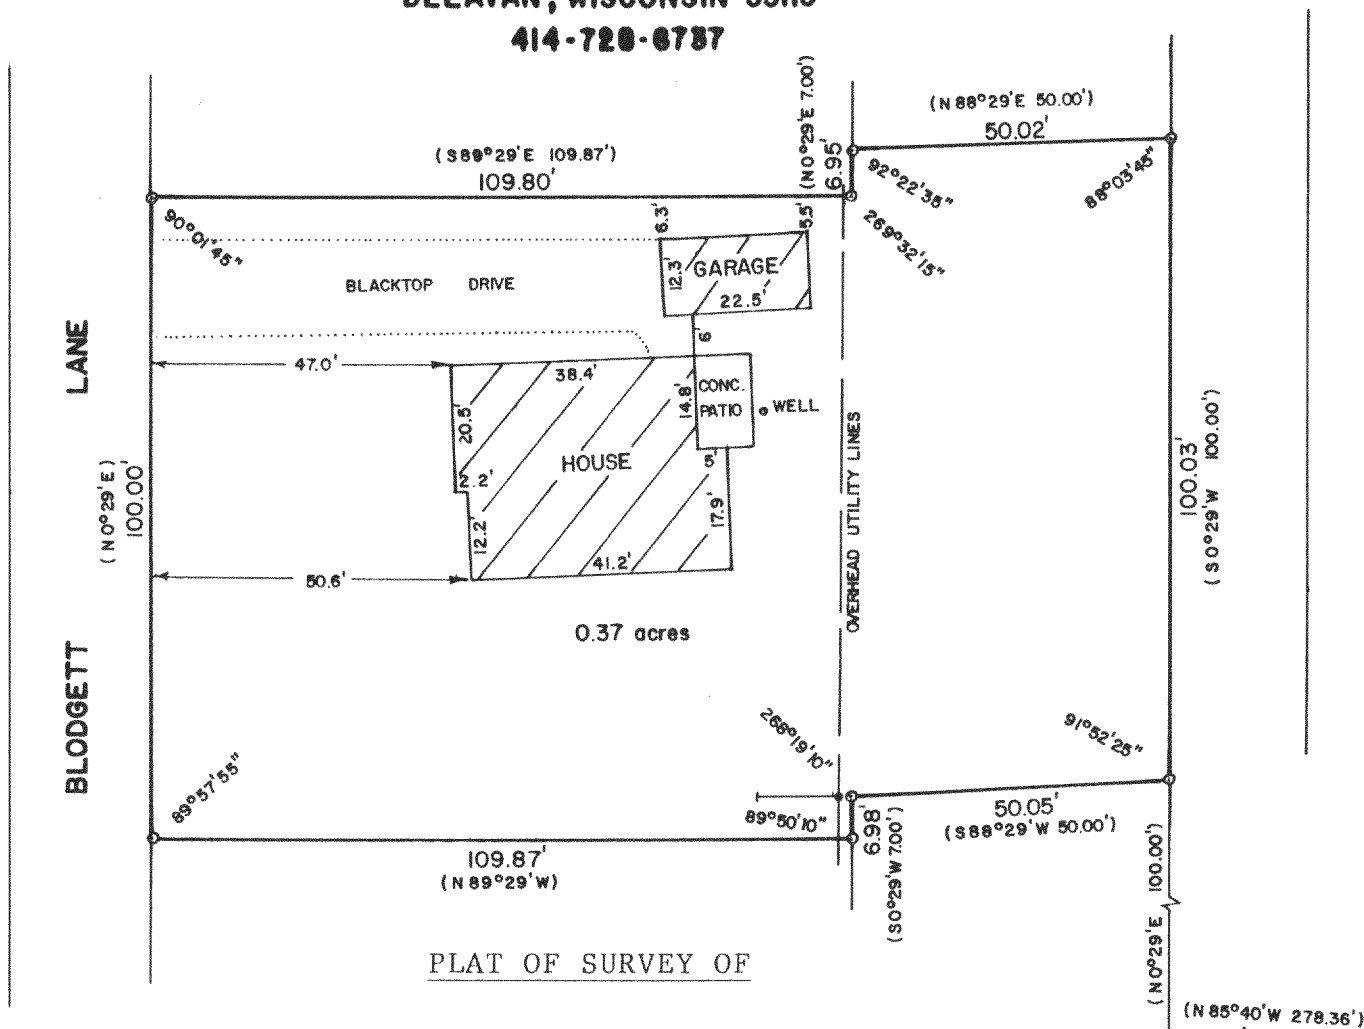 414-728-6787
(N 88°29'E 50.00')
50.02'
(N0°29'E 7.00')
6.95'
(S89°29'E 109.87')
109.80'
92°22'35"
88°03'45"
90°01'45"
269°32'15"
6.3'
5.5'
12.3'
GARAGE
22.5'
BLACKTOP DRIVE
6'
47.0'
38.4'
CONC.
PATIO
14.8'
WELL
20.5'
HOUSE
5'
2.2'
12.2'
17.9'
41.2'
50.6'
OVERHEAD UTILITY LINES
BLODGETT LANE
(N0°29'E)
100.00'
100.03'
(S0°29'W 100.00')
0.37 acres
268°19'10"
91°52'25"
89°57'55"
89°50'10"
50.05'
(S88°29'W 50.00')
6.98'
(S0°29'W 7.00')
109.87'
(N89°29'W)
(N0°29'E 100.00')
PLAT OF SURVEY OF
(N85°40'W 278.36')